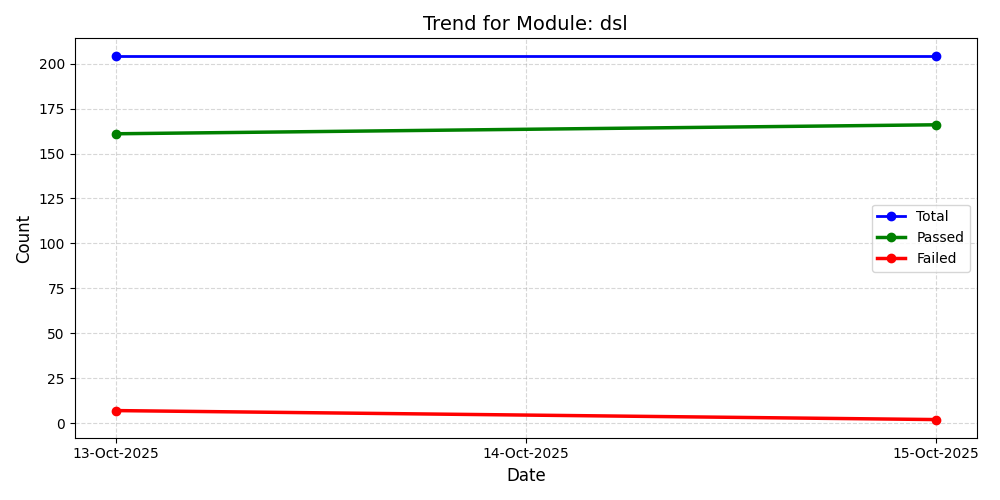 Trend for Module: dsl
Count
200
175
150
125
100
75
50
25
0
Total
Passed
Failed
13-Oct-2025
14-Oct-2025
15-Oct-2025
Date